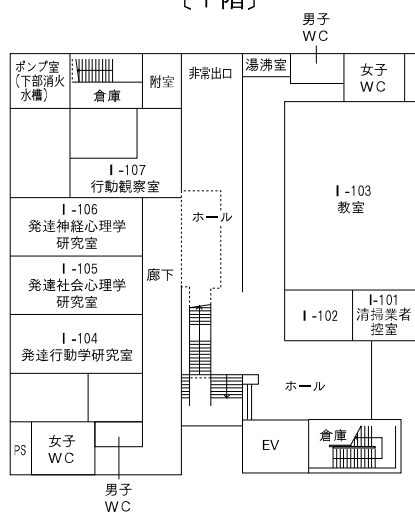 〔1階〕
男子
WC
ポンプ室
(下部消火
水槽)
倉庫
附室
非常出口
湯沸室
女子
WC
I-107
行動観察室
I-106
発達神経心理学
研究室
I-105
発達社会心理学
研究室
I-104
発達行動学研究室
廊下
ホール
I-103
教室
I-102
I-101
清掃業者
控室
ホール
PS
女子
WC
男子
WC
EV
倉庫